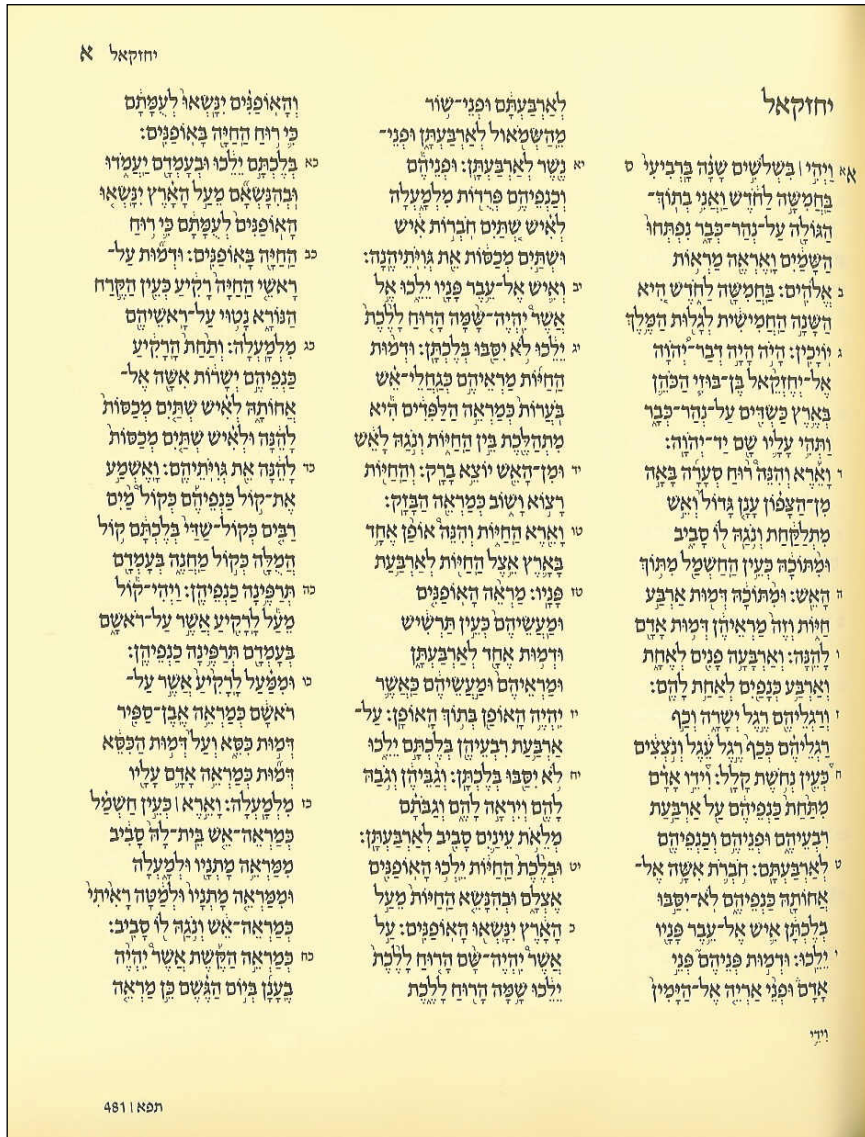 יחזקאל א
יחזקאל
א א וַיְהִי ׀ בִּשְׁלֹשִׁים שָׁנָה בָּרְבִיעִי ס
בַּחֲמִשָּׁה לַחֹדֶשׁ וַאֲנִי בְתוֹךְ־
הַגּוֹלָה עַל־נְהַר־כְּבָר נִפְתְּחוּ
הַשָּׁמַיִם וָאֶרְאֶה מַרְאוֹת
ב אֱלֹהִים׃ בַּחֲמִשָּׁה לַחֹדֶשׁ הִיא
הַשָּׁנָה הַחֲמִישִׁית לְגָלוּת הַמֶּלֶךְ
ג יוֹיָכִין׃ הָיֹה הָיָה דְבַר־יְהוָה
אֶל־יְחֶזְקֵאל בֶּן־בּוּזִי הַכֹּהֵן
בְּאֶרֶץ כַּשְׂדִּים עַל־נְהַר־כְּבָר
וַתְּהִי עָלָיו שָׁם יַד־יְהוָה׃
ד וָאֵרֶא וְהִנֵּה רוּחַ סְעָרָה בָּאָה
מִן־הַצָּפוֹן עָנָן גָּדוֹל וְאֵשׁ
מִתְלַקַּחַת וְנֹגַהּ לוֹ סָבִיב
וּמִתּוֹכָהּ כְּעֵין הַחַשְׁמַל מִתּוֹךְ
ה הָאֵשׁ׃ וּמִתּוֹכָהּ דְּמוּת אַרְבַּע
חַיּוֹת וְזֶה מַרְאֵיהֶן דְּמוּת אָדָם
ו לָהֵנָּה׃ וְאַרְבָּעָה פָנִים לְאֶחָת
וְאַרְבַּע כְּנָפַיִם לְאַחַת לָהֶם׃
ז וְרַגְלֵיהֶם רֶגֶל יְשָׁרָה וְכַף
רַגְלֵיהֶם כְּכַף רֶגֶל עֵגֶל וְנֹצְצִים
ח כְּעֵין נְחֹשֶׁת קָלָל׃ וִידֵו אָדָם
מִתַּחַת כַּנְפֵיהֶם עַל אַרְבַּעַת
רִבְעֵיהֶם וּפְנֵיהֶם וְכַנְפֵיהֶם
ט לְאַרְבַּעְתָּם׃ חֹבְרֹת אִשָּׁה אֶל־
אֲחוֹתָהּ כַּנְפֵיהֶם לֹא־יִסַּבּוּ
בְלֶכְתָּן אִישׁ אֶל־עֵבֶר פָּנָיו
י יֵלֵכוּ׃ וּדְמוּת פְּנֵיהֶם פְּנֵי
אָדָם וּפְנֵי אַרְיֵה אֶל־הַיָּמִין
וידו
לְאַרְבַּעְתָּם וּפְנֵי־שׁוֹר
מֵהַשְּׂמֹאול לְאַרְבַּעְתָּן וּפְנֵי־
יא נֶשֶׁר לְאַרְבַּעְתָּן׃ וּפְנֵיהֶם
וְכַנְפֵיהֶם פְּרֻדוֹת מִלְמָעְלָה
לְאִישׁ שְׁתַּיִם חֹבְרוֹת אִישׁ
וּשְׁתַּיִם מְכַסּוֹת אֵת גְּוִיֹּתֵיהֶנָה׃
יב וְאִישׁ אֶל־עֵבֶר פָּנָיו יֵלֵכוּ אֶל
אֲשֶׁר יִהְיֶה־שָׁמָּה הָרוּחַ לָלֶכֶת
יג יֵלֵכוּ לֹא יִסַּבּוּ בְּלֶכְתָּן׃ וּדְמוּת
הַחַיּוֹת מַרְאֵיהֶם כְּגַחֲלֵי־אֵשׁ
בֹּעֲרוֹת כְּמַרְאֵה הַלַּפִּדִים הִיא
מִתְהַלֶּכֶת בֵּין הַחַיּוֹת וְנֹגַהּ לָאֵשׁ
יד וּמִן־הָאֵשׁ יוֹצֵא בָרָק׃ וְהַחַיּוֹת
רָצוֹא וָשׁוֹב כְּמַרְאֵה הַבָּזָק׃
טו וָאֵרֶא הַחַיּוֹת וְהִנֵּה אוֹפַן אֶחָד
בָּאָרֶץ אֵצֶל הַחַיּוֹת לְאַרְבַּעַת
טז פָּנָיו׃ מַרְאֵה הָאוֹפַנִּים
וּמַעֲשֵׂיהֶם כְּעֵין תַּרְשִׁישׁ
וּדְמוּת אֶחָד לְאַרְבַּעְתָּן
וּמַרְאֵיהֶם וּמַעֲשֵׂיהֶם כַּאֲשֶׁר
יז יִהְיֶה הָאוֹפַן בְּתוֹךְ הָאוֹפָן׃ עַל־
אַרְבַּעַת רִבְעֵיהֶן בְּלֶכְתָּם יֵלֵכוּ
יח לֹא יִסַּבּוּ בְּלֶכְתָּן׃ וְגַבֵּיהֶן וְגֹבַהּ
לָהֶם וְיִרְאָה לָהֶם וְגַבֹּתָם
מְלֵאֹת עֵינַיִם סָבִיב לְאַרְבַּעְתָּן׃
יט וּבְלֶכֶת הַחַיּוֹת יֵלְכוּ הָאוֹפַנִּים
אֶצְלָם וּבְהִנָּשֵׂא הַחַיּוֹת מֵעַל
כ הָאָרֶץ יִנָּשְׂאוּ הָאוֹפַנִּים׃ עַל
אֲשֶׁר יִהְיֶה־שָּׁם הָרוּחַ לָלֶכֶת
יֵלֵכוּ שָׁמָּה הָרוּחַ לָלֶכֶת
וְהָאוֹפַנִּים יִנָּשְׂאוּ לְעֻמָּתָם
כִּי רוּחַ הַחַיָּה בָּאוֹפַנִּים׃
כא בְּלֶכְתָּם יֵלֵכוּ וּבְעָמְדָם יַעֲמֹדוּ
וּבְהִנָּשְׂאָם מֵעַל הָאָרֶץ יִנָּשְׂאוּ
הָאוֹפַנִּים לְעֻמָּתָם כִּי רוּחַ
כב הַחַיָּה בָּאוֹפַנִּים׃ וּדְמוּת עַל־
רָאשֵׁי הַחַיָּה רָקִיעַ כְּעֵין הַקֶּרַח
הַנּוֹרָא נָטוּי עַל־רָאשֵׁיהֶם
כג מִלְמָעְלָה׃ וְתַחַת הָרָקִיעַ
כַּנְפֵיהֶם יְשָׁרוֹת אִשָּׁה אֶל־
אֲחוֹתָהּ לְאִישׁ שְׁתַּיִם מְכַסּוֹת
לָהֵנָּה וּלְאִישׁ שְׁתַּיִם מְכַסּוֹת
כד לָהֵנָּה אֵת גְּוִיֹּתֵיהֶם׃ וָאֶשְׁמַע
אֶת־קוֹל כַּנְפֵיהֶם כְּקוֹל מַיִם
רַבִּים כְּקוֹל־שַׁדַּי בְּלֶכְתָּם קוֹל
הֲמֻלָּה כְּקוֹל מַחֲנֶה בְּעָמְדָם
כה תְּרַפֶּינָה כַנְפֵיהֶן׃ וַיְהִי־קוֹל
מֵעַל לָרָקִיעַ אֲשֶׁר עַל־רֹאשָׁם
בְּעָמְדָם תְּרַפֶּינָה כַנְפֵיהֶן׃
כו וּמִמַּעַל לָרָקִיעַ אֲשֶׁר עַל־
רֹאשָׁם כְּמַרְאֵה אֶבֶן־סַפִּיר
דְּמוּת כִּסֵּא וְעַל דְּמוּת הַכִּסֵּא
דְּמוּת כְּמַרְאֵה אָדָם עָלָיו
כז מִלְמָעְלָה׃ וָאֵרֶא ׀ כְּעֵין חַשְׁמַל
כְּמַרְאֵה־אֵשׁ בֵּית־לָהּ סָבִיב
מִמַּרְאֵה מָתְנָיו וּלְמָעְלָה
וּמִמַּרְאֵה מָתְנָיו וּלְמַטָּה רָאִיתִי
כְּמַרְאֵה־אֵשׁ וְנֹגַהּ לוֹ סָבִיב׃
כח כְּמַרְאֵה הַקֶּשֶׁת אֲשֶׁר יִהְיֶה
בֶעָנָן בְּיוֹם הַגֶּשֶׁם כֵּן מַרְאֵה
תפא | 481